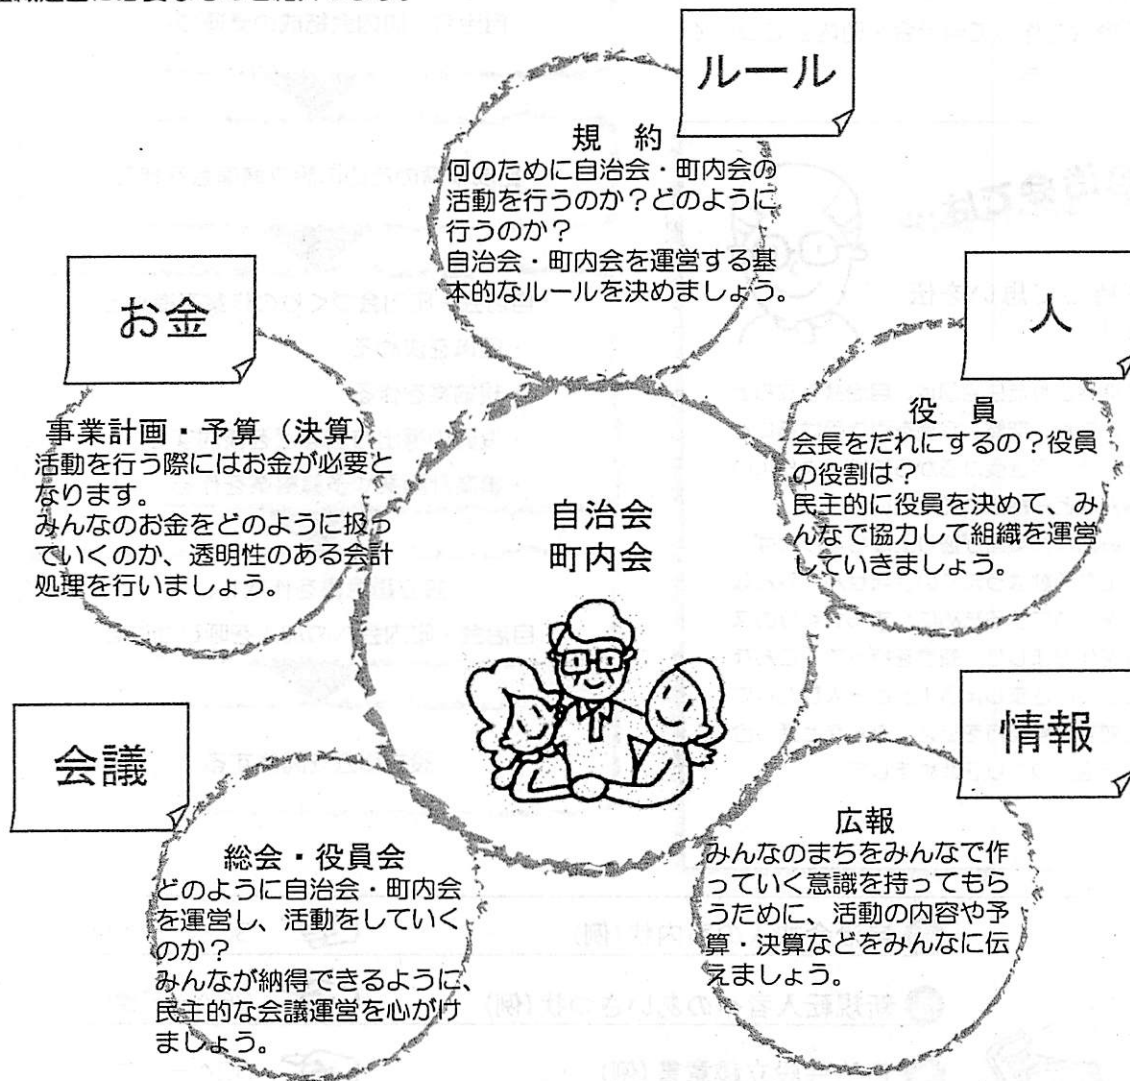 ルール
規 約
何のために自治会・町内会の
活動を行うのか？どのように
行うのか？
自治会・町内会を運営する基
本的なルールを決めましょう。
お金
事業計画・予算（決算）
活動を行う際にはお金が必要と
なります。
みんなのお金をどのように扱っ
ていくのか、透明性のある会計
処理を行いましょう。
人
役 員
会長をだれにするの？役員
の役割は？
民主的に役員を決めて、み
んなで協力して組織を運営
していきましょう。
自治会
町内会
会議
総会・役員会
どのように自治会・町内会
を運営し、活動をしていく
のか？
みんなが納得できるように、
民主的な会議運営を心がけ
ましょう。
情報
広報
みんなのまちをみんなで作
っていく意識を持ってもら
うために、活動の内容や予
算・決算などをみんなに伝
えましょう。